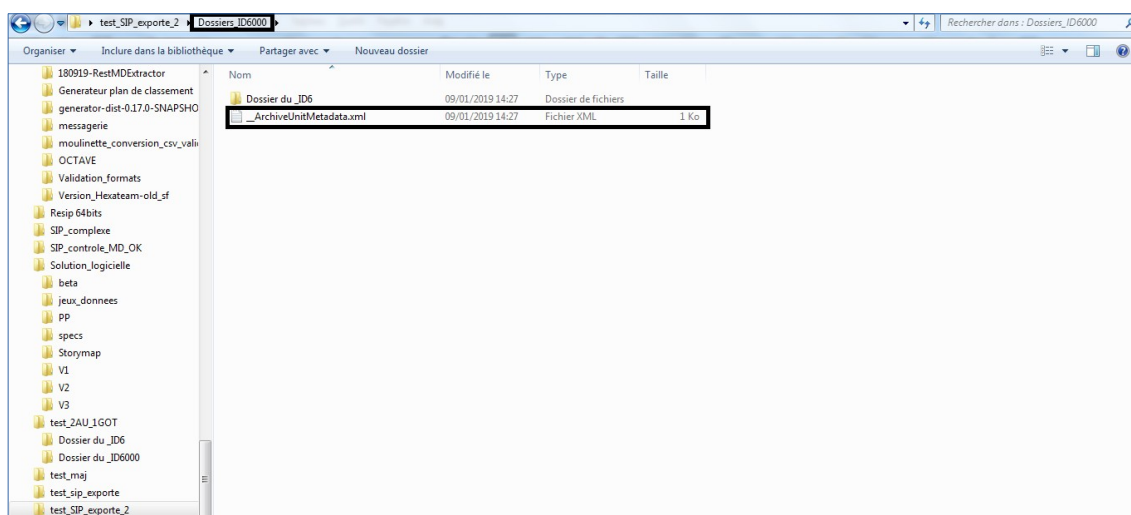 test_SIP_exporte_2 ▸ Dossiers_ID6000 ▸
Rechercher dans : Dossiers_ID6000
Organiser ▾ Inclure dans la bibliothèque ▾ Partager avec ▾ Nouveau dossier
180919-RestMDExtractor
Generateur plan de classement
generator-dist-0.17.0-SNAPSHO
messagerie
moulinette_conversion_csv_vali
OCTAVE
Validation_formats
Version_Hexateam-old_sf
Resip 64bits
SIP_complexe
SIP_controle_MD_OK
Solution_logicielle
beta
jeux_donnees
PP
specs
Storymap
V1
V2
V3
test_2AU_1GOT
Dossier du _ID6
Dossier du _ID6000
test_maj
test_sip_exporte
test_SIP_exporte_2
Nom Modifié le Type Taille
Dossier du _ID6 09/01/2019 14:27 Dossier de fichiers
__ArchiveUnitMetadata.xml 09/01/2019 14:27 Fichier XML 1 Ko